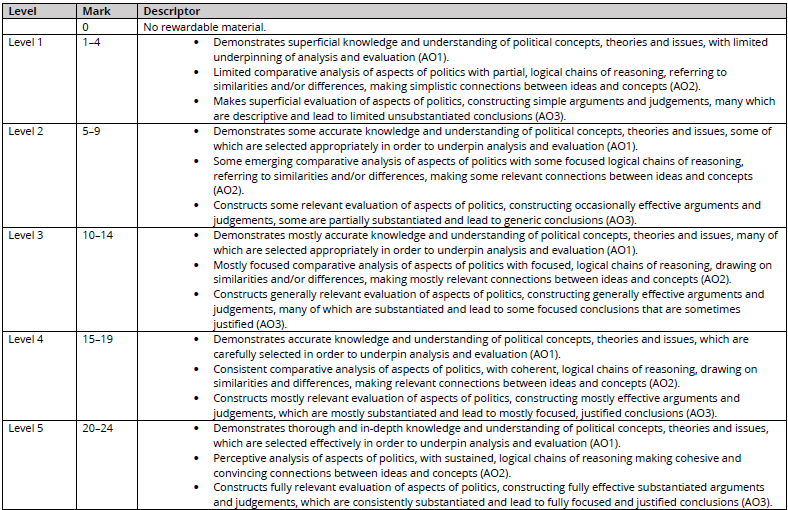 Level Mark Descriptor
0 No rewardable material.
Level 1 1–4 • Demonstrates superficial knowledge and understanding of political concepts, theories and issues, with limited
underpinning of analysis and evaluation (AO1).
• Limited comparative analysis of aspects of politics with partial, logical chains of reasoning, referring to
similarities and/or differences, making simplistic connections between ideas and concepts (AO2).
• Makes superficial evaluation of aspects of politics, constructing simple arguments and judgements, many which
are descriptive and lead to limited unsubstantiated conclusions (AO3).
Level 2 5–9 • Demonstrates some accurate knowledge and understanding of political concepts, theories and issues, some of
which are selected appropriately in order to underpin analysis and evaluation (AO1).
• Some emerging comparative analysis of aspects of politics with some focused logical chains of reasoning,
referring to similarities and/or differences, making some relevant connections between ideas and concepts
(AO2).
• Constructs some relevant evaluation of aspects of politics, constructing occasionally effective arguments and
judgements, some are partially substantiated and lead to generic conclusions (AO3).
Level 3 10–14 • Demonstrates mostly accurate knowledge and understanding of political concepts, theories and issues, many of
which are selected appropriately in order to underpin analysis and evaluation (AO1).
• Mostly focused comparative analysis of aspects of politics with focused, logical chains of reasoning, drawing on
similarities and/or differences, making mostly relevant connections between ideas and concepts (AO2).
• Constructs generally relevant evaluation of aspects of politics, constructing generally effective arguments and
judgements, many of which are substantiated and lead to some focused conclusions that are sometimes
justified (AO3).
Level 4 15–19 • Demonstrates accurate knowledge and understanding of political concepts, theories and issues, which are
carefully selected in order to underpin analysis and evaluation (AO1).
• Consistent comparative analysis of aspects of politics, with coherent, logical chains of reasoning, drawing on
similarities and differences, making relevant connections between ideas and concepts (AO2).
• Constructs mostly relevant evaluation of aspects of politics, constructing mostly effective arguments and
judgements, which are mostly substantiated and lead to mostly focused, justified conclusions (AO3).
Level 5 20–24 • Demonstrates thorough and in-depth knowledge and understanding of political concepts, theories and issues,
which are selected effectively in order to underpin analysis and evaluation (AO1).
• Perceptive analysis of aspects of politics, with sustained, logical chains of reasoning making cohesive and
convincing connections between ideas and concepts (AO2).
• Constructs fully relevant evaluation of aspects of politics, constructing fully effective substantiated arguments
and judgements, which are consistently substantiated and lead to fully focused and justified conclusions (AO3).